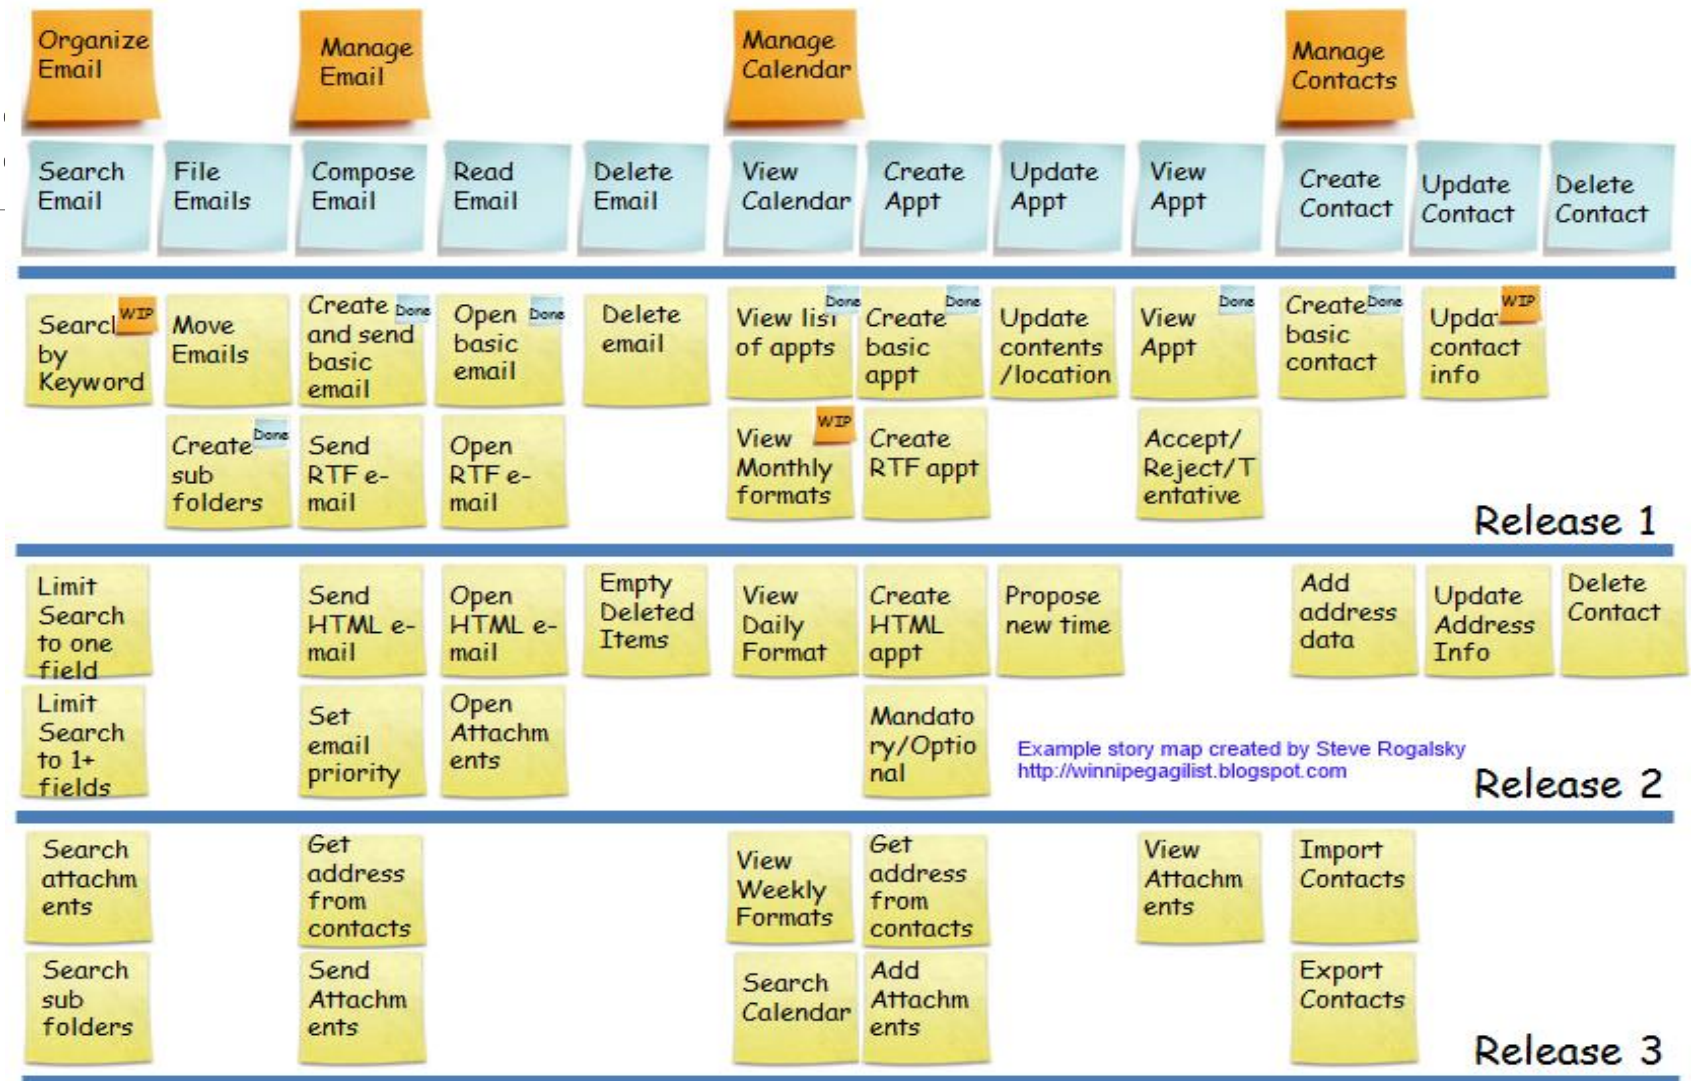 Organize
Email
Manage
Email
Manage
Calendar
Manage
Contacts
Search
Email
File
Emails
Compose
Email
Read
Email
Delete
Email
View
Calendar
Create
Appt
Update
Appt
View
Appt
Create
Contact
Update
Contact
Delete
Contact
WIP
by
Keyword
Move
Emails
Create
Done
and send
basic
email
Open
Done
basic
email
Delete
email
Done
View list
of appts
Done
Create
basic
appt
Update
contents
/location
Done
View
Appt
Create
Done
basic
contact
WIP
contact
info
Create
Done
sub
folders
Send
RTF e-
mail
Open
RTF e-
mail
WIP
View
Monthly
formats
Create
RTF appt
Accept/
Reject/T
entative
Release 1
Limit
Search
to one
field
Send
HTML e-
mail
Open
HTML e-
mail
Empty
Deleted
Items
View
Daily
Format
Create
HTML
appt
Propose
new time
Add
address
data
Update
Address
Info
Delete
Contact
Limit
Search
to 1+
fields
Set
email
priority
Open
Attachm
ents
Mandato
ry/Optio
nal
Example story map created by Steve Rogalsky
http://winnipegagilist.blogspot.com
Release 2
Search
attachm
ents
Get
address
from
contacts
View
Weekly
Formats
Get
address
from
contacts
View
Attachm
ents
Import
Contacts
Search
sub
folders
Send
Attachm
ents
Search
Calendar
Add
Attachm
ents
Export
Contacts
Release 3